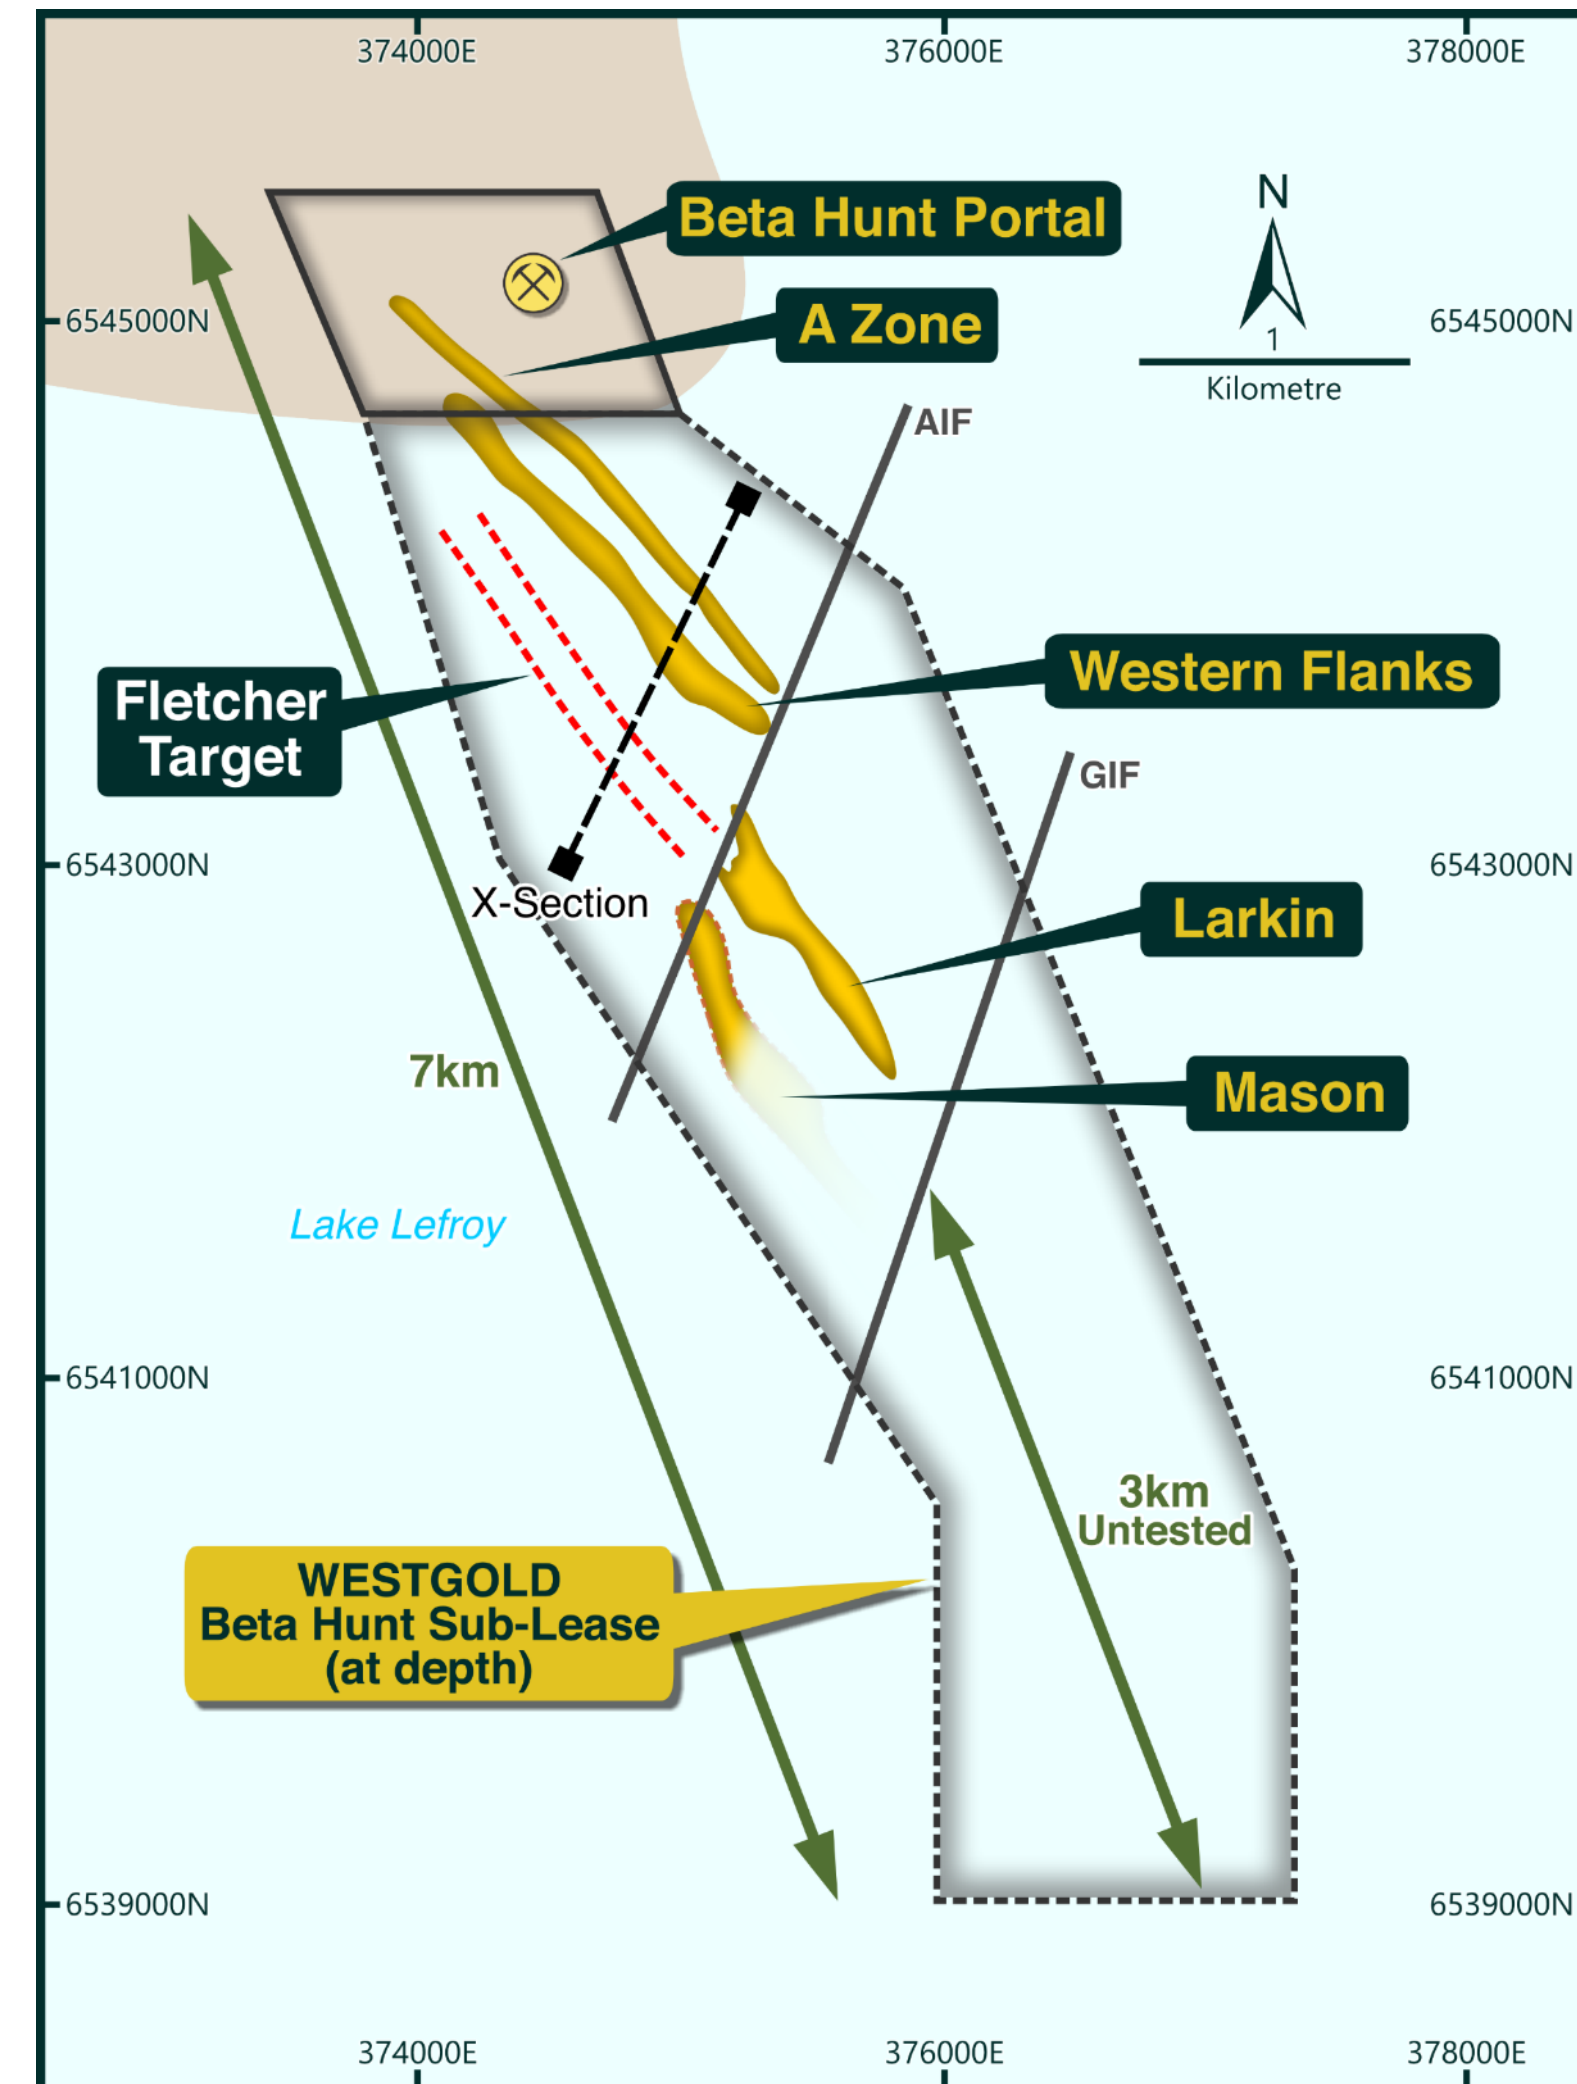 374000E
376000E
378000E
Beta Hunt Portal
N
A Zone
6545000N
6545000N
1
Kilometre
AIF
Western Flanks
Fletcher
Target
GIF
6543000N
6543000N
X-Section
Larkin
7km
Mason
Lake Lefroy
6541000N
6541000N
3km
Untested
WESTGOLD
Beta Hunt Sub-Lease
(at depth)
6539000N
6539000N
374000E
376000E
378000E